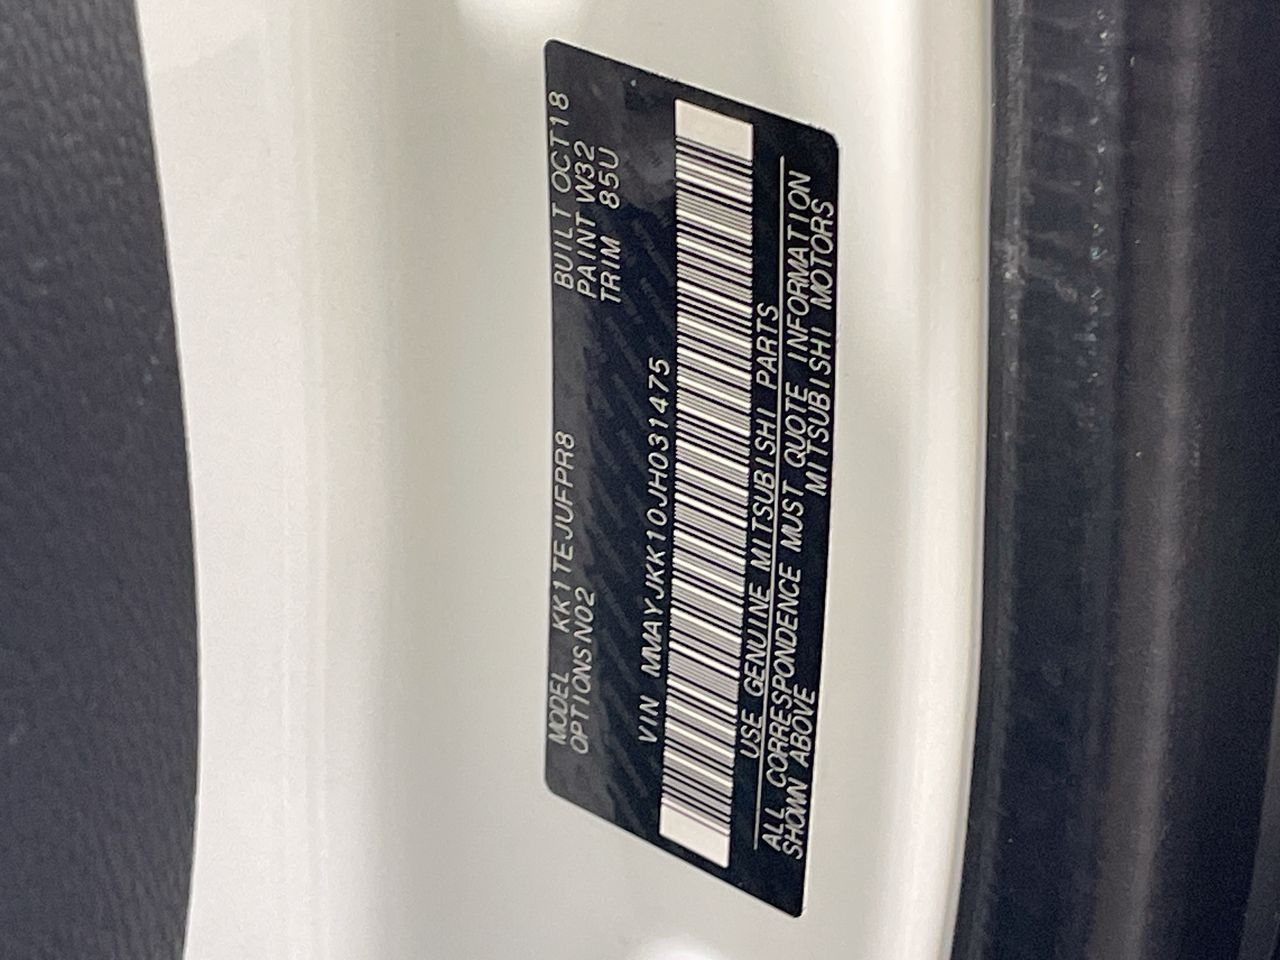 MODEL KK1TEJUFPR8 BUILT OCT18
OPTIONS N02 PAINT W32
TRIM 85U
VIN MMAYJKK10JH031475
USE GENUINE MITSUBISHI PARTS
ALL CORRESPONDENCE MUST QUOTE INFORMATION
SHOWN ABOVE MITSUBISHI MOTORS